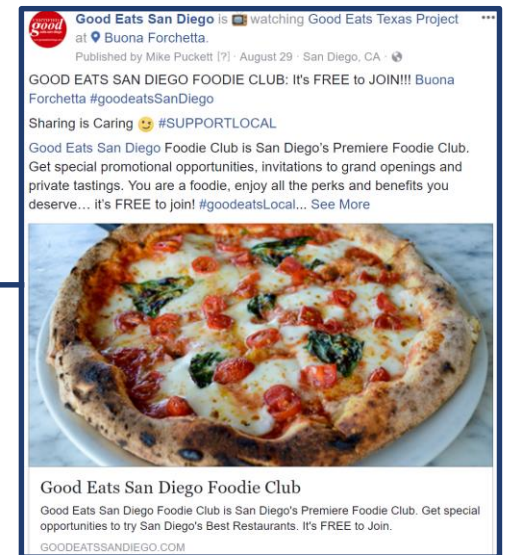 good
Good Eats San Diego is 📺 watching Good Eats Texas Project
at Buona Forchetta.
Published by Mike Puckett [?] · August 29 · San Diego, CA ·
GOOD EATS SAN DIEGO FOODIE CLUB: It's FREE to JOIN!!! Buona
Forchetta #goodeatsSanDiego
Sharing is Caring 🙂 #SUPPORTLOCAL
Good Eats San Diego Foodie Club is San Diego's Premiere Foodie Club.
Get special promotional opportunities, invitations to grand openings and
private tastings. You are a foodie, enjoy all the perks and benefits you
deserve... it's FREE to join! #goodeatsLocal... See More
Good Eats San Diego Foodie Club
Good Eats San Diego Foodie Club is San Diego's Premiere Foodie Club. Get special
opportunities to try San Diego's Best Restaurants. It's FREE to Join.
GOODEATSSANDIEGO.COM